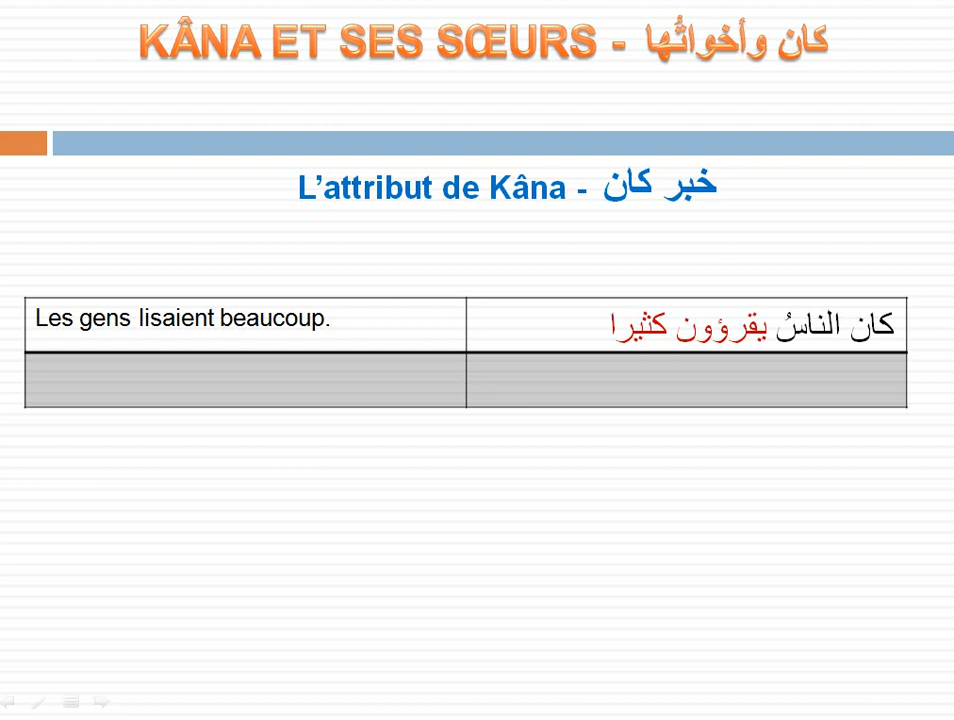 KÂNA ET SES SŒURS - كان وأخواتُها
L'attribut de Kâna - خبر كان
Les gens lisaient beaucoup.
كان الناسُ يقرؤون كثيرا